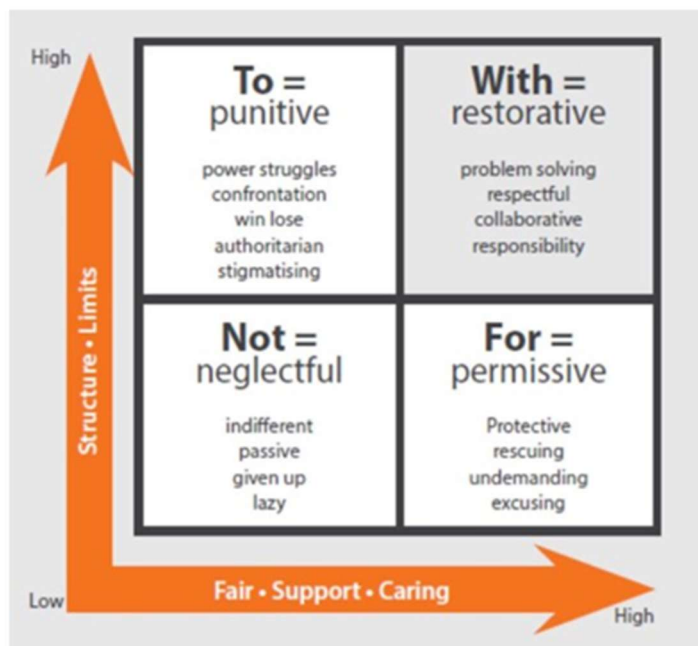 High
To =
punitive
power struggles
confrontation
win lose
authoritarian
stigmatising
With =
restorative
problem solving
respectful
collaborative
responsibility
Structure • Limits
Not =
neglectful
indifferent
passive
given up
lazy
For =
permissive
Protective
rescuing
undemanding
excusing
Low
Fair • Support • Caring
High